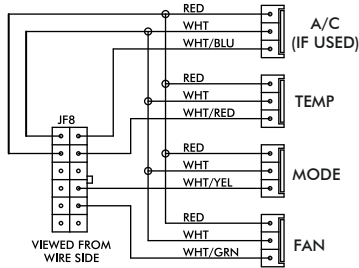 RED
WHT
WHT/BLU
A/C
(IF USED)
RED
WHT
WHT/RED
TEMP
JF8
RED
WHT
WHT/YEL
MODE
RED
WHT
WHT/GRN
FAN
VIEWED FROM
WIRE SIDE